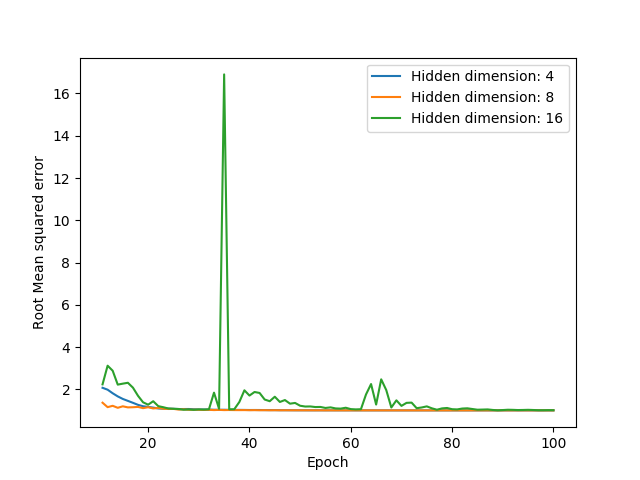 Hidden dimension: 4
Hidden dimension: 8
Hidden dimension: 16
16
14
12
10
8
6
4
2
Root Mean squared error
20 40 60 80 100
Epoch